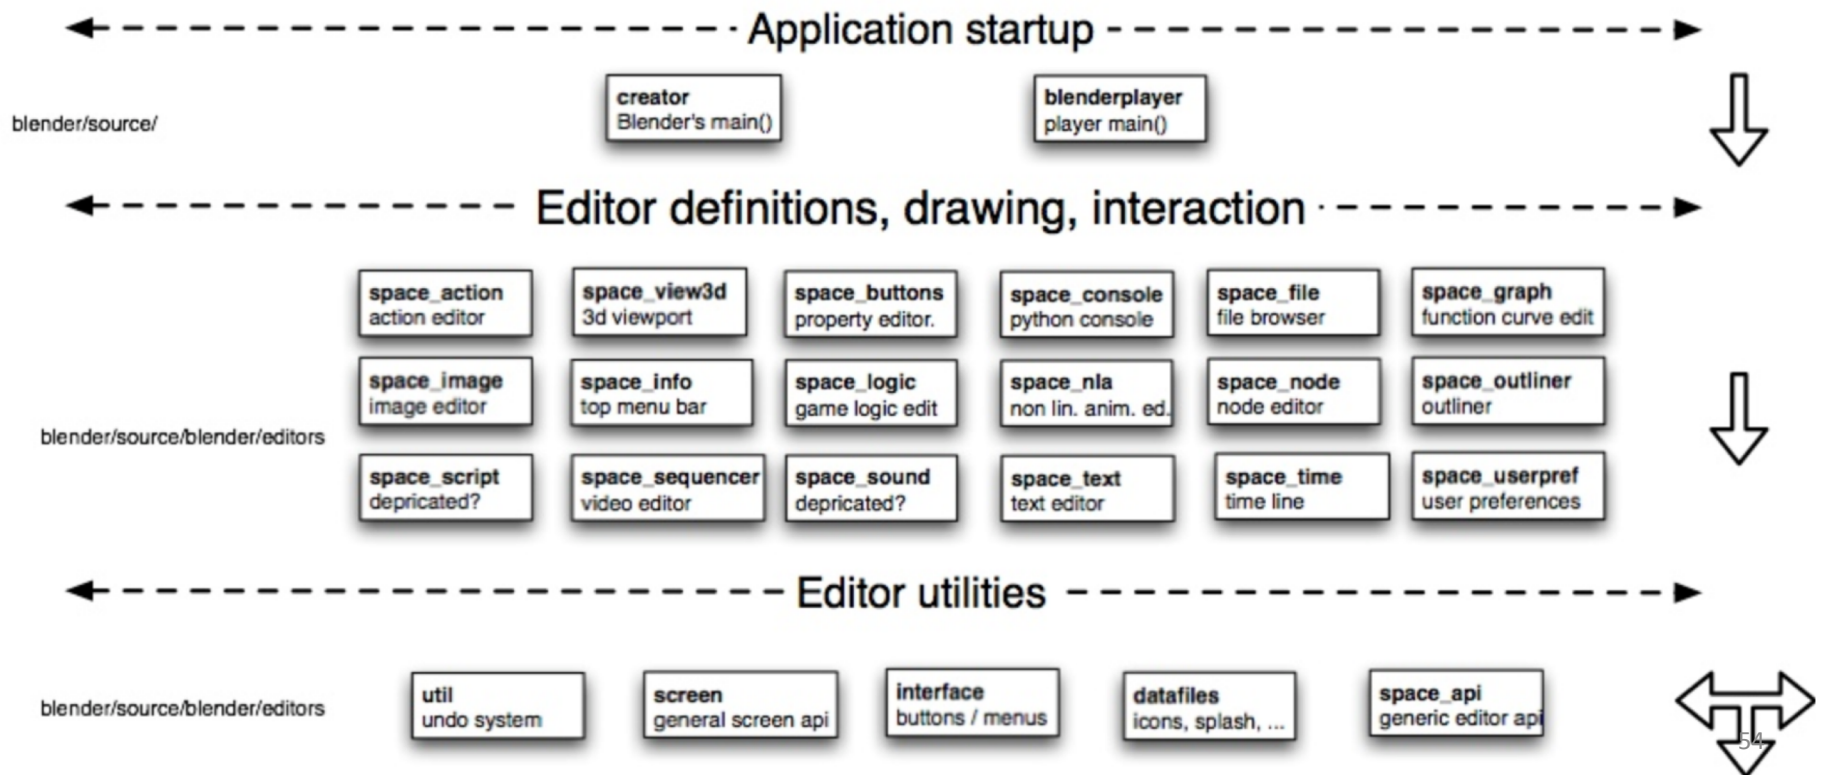 Application startup
blender/source/
creator
Blender's main()
blenderplayer
player main()
Editor definitions, drawing, interaction
blender/source/blender/editors
space_action
action editor
space_view3d
3d viewport
space_buttons
property editor.
space_console
python console
space_file
file browser
space_graph
function curve edit
space_image
image editor
space_info
top menu bar
space_logic
game logic edit
space_nla
non lin. anim. ed.
space_node
node editor
space_outliner
outliner
space_script
depricated?
space_sequencer
video editor
space_sound
depricated?
space_text
text editor
space_time
time line
space_userpref
user preferences
Editor utilities
blender/source/blender/editors
util
undo system
screen
general screen api
interface
buttons / menus
datafiles
icons, splash, ...
space_api
generic editor api
54